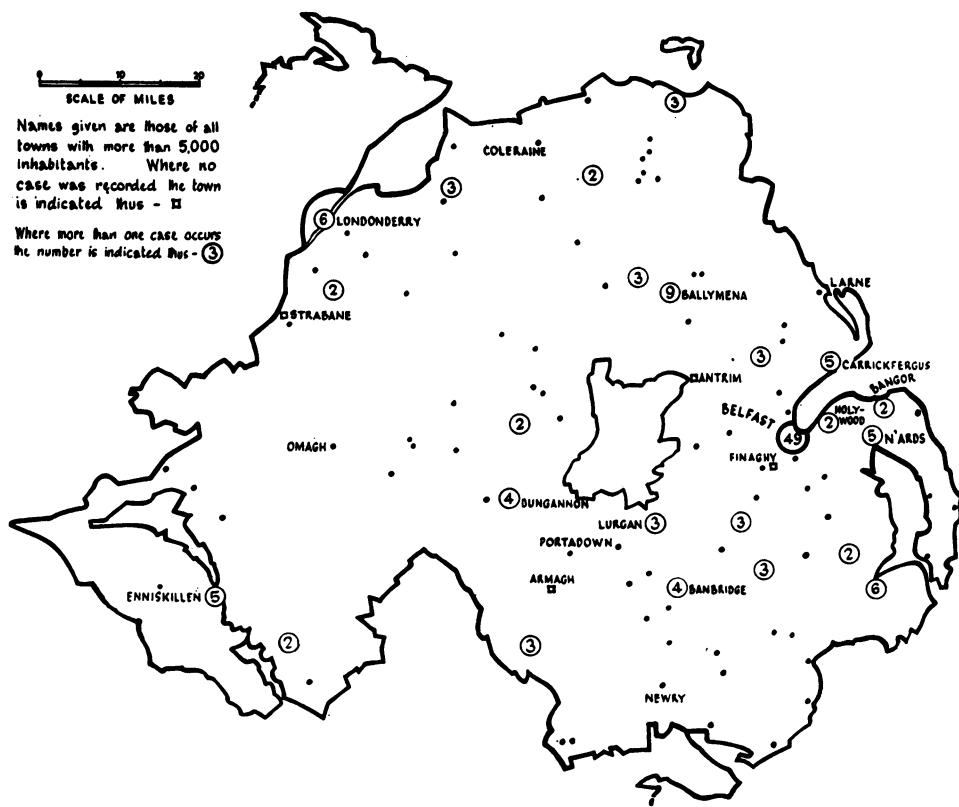 0 10 20
SCALE OF MILES
Names given are those of all
towns with more than 5,000
inhabitants. Where no
case was recorded the town
is indicated thus - ¤
Where more than one case occurs
the number is indicated thus - ③
3
COLERAINE
2
3
6 LONDONDERRY
3
2
9 BALLYMENA
LARNE
STRABANE
3
5
CARRICKFERGUS
ANTRIM
BANGOR
BELFAST
2
HOLY-
WOOD
2
2
49
5 N'ARDS
OMAGH
FINAGHY
4 DUNGANNON
LURGAN 3
3
PORTADOWN
2
3
ARMAGH
4 BANBRIDGE
6
ENNISKILLEN 5
2
3
NEWRY